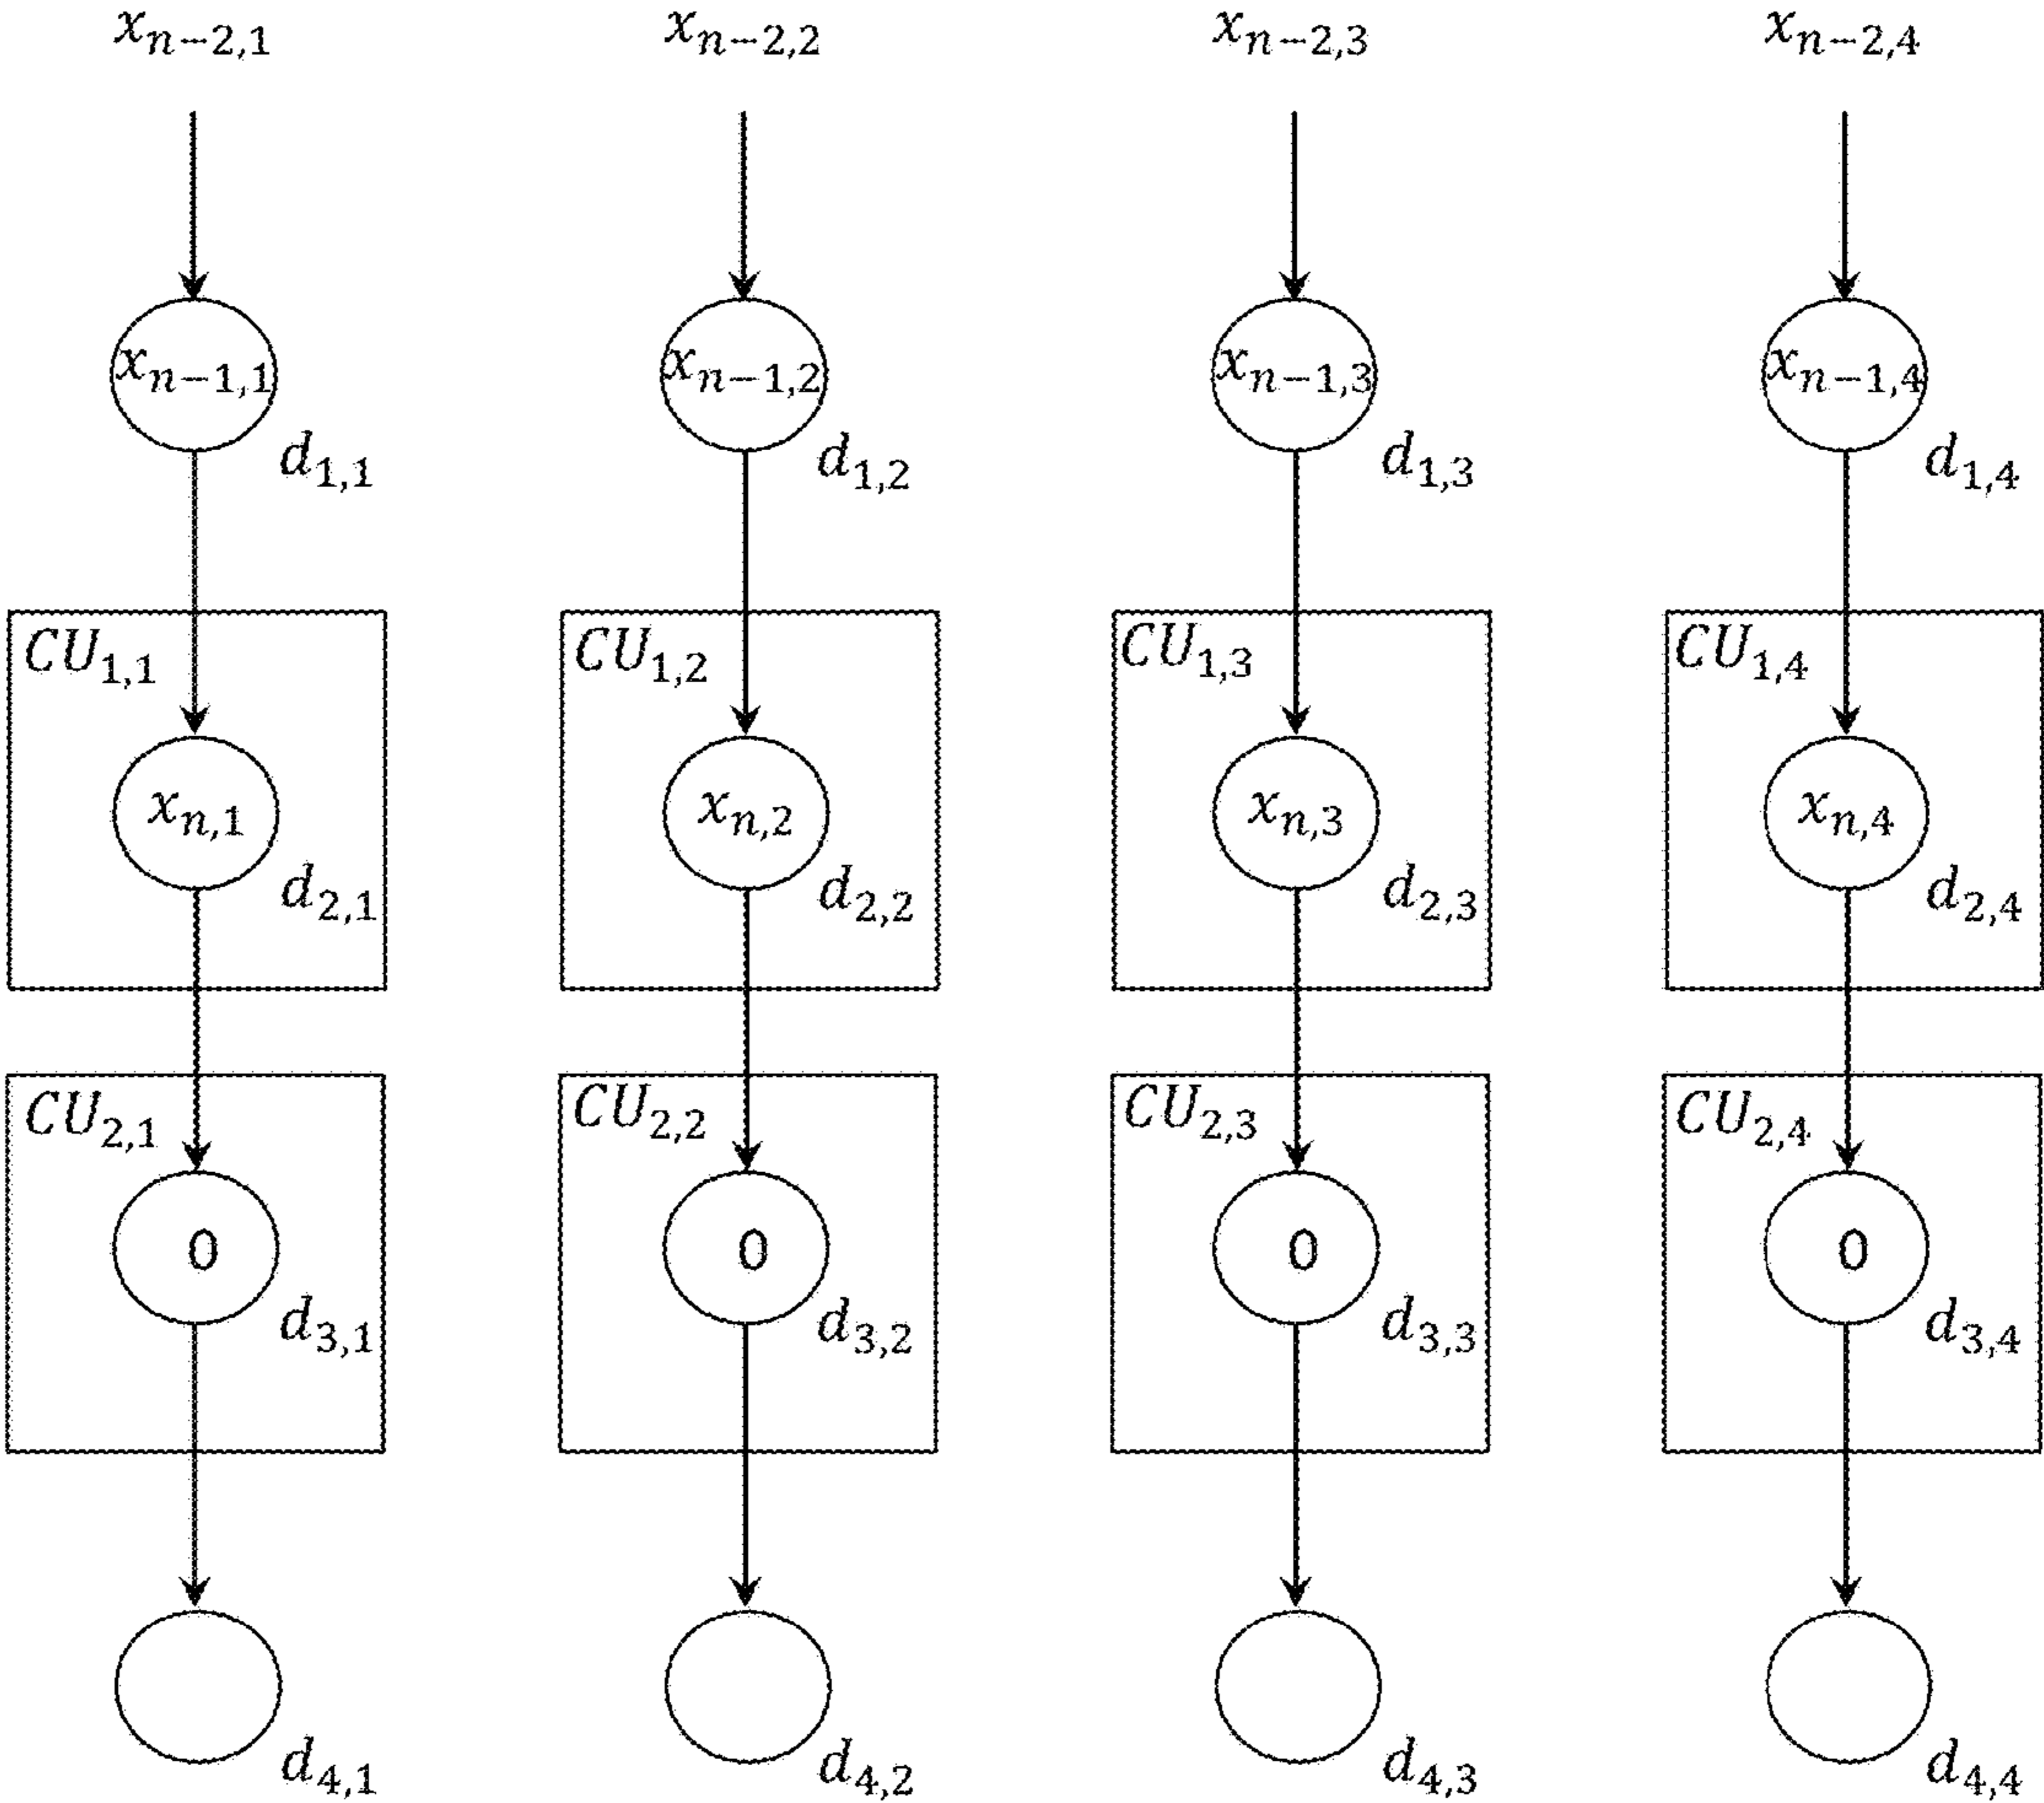 x_{n-2,1} x_{n-2,2} x_{n-2,3} x_{n-2,4}
x_{n-1,1} x_{n-1,2} x_{n-1,3} x_{n-1,4}
d_{1,1} d_{1,2} d_{1,3} d_{1,4}
CU_{1,1} CU_{1,2} CU_{1,3} CU_{1,4}
x_{n,1} x_{n,2} x_{n,3} x_{n,4}
d_{2,1} d_{2,2} d_{2,3} d_{2,4}
CU_{2,1} CU_{2,2} CU_{2,3} CU_{2,4}
0 0 0 0
d_{3,1} d_{3,2} d_{3,3} d_{3,4}
d_{4,1} d_{4,2} d_{4,3} d_{4,4}